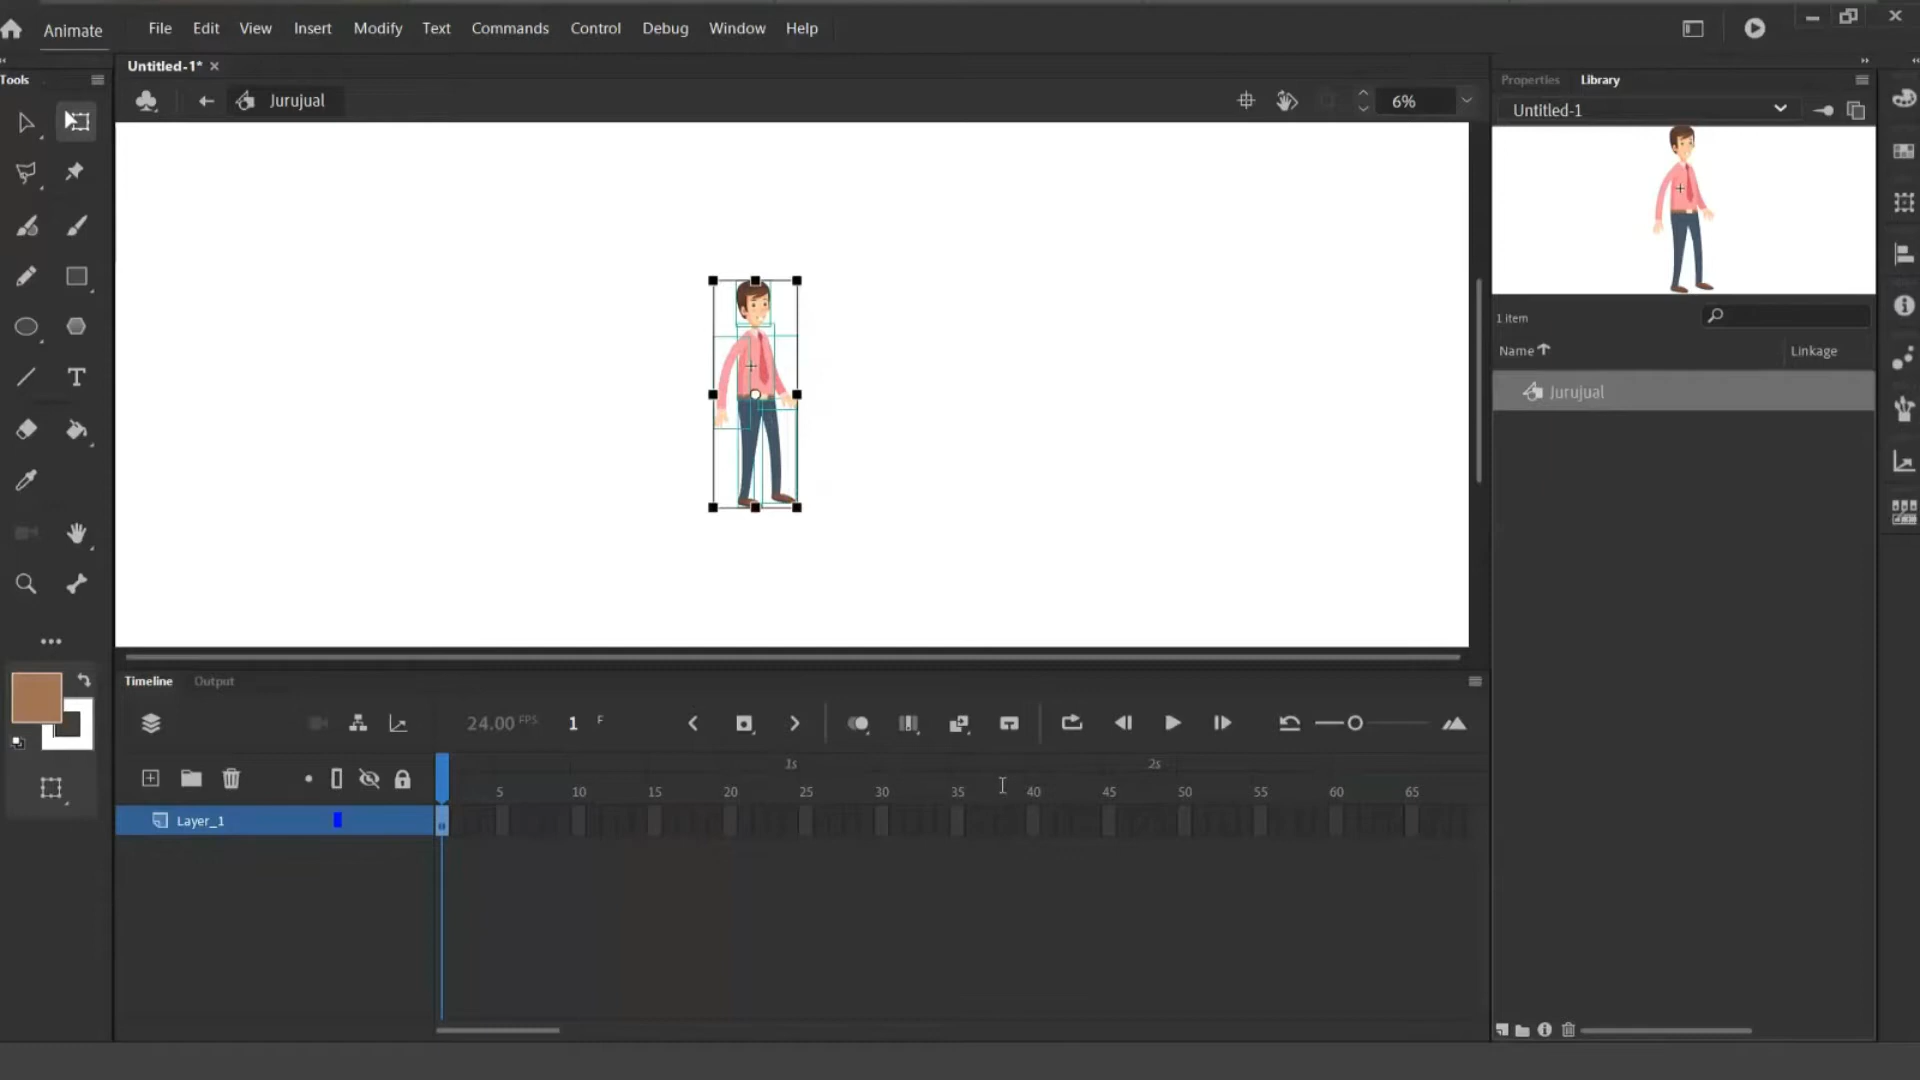 Animate File Edit View Insert Modify Text Commands Control Debug Window Help
Untitled-1*
Tools
Jurujual 6%
Properties Library
Untitled-1
1 item
Name Linkage
Jurujual
Timeline Output
24.00 FPS 1 F
1s 2s
5 10 15 20 25 30 35 40 45 50 55 60 65
Layer_1